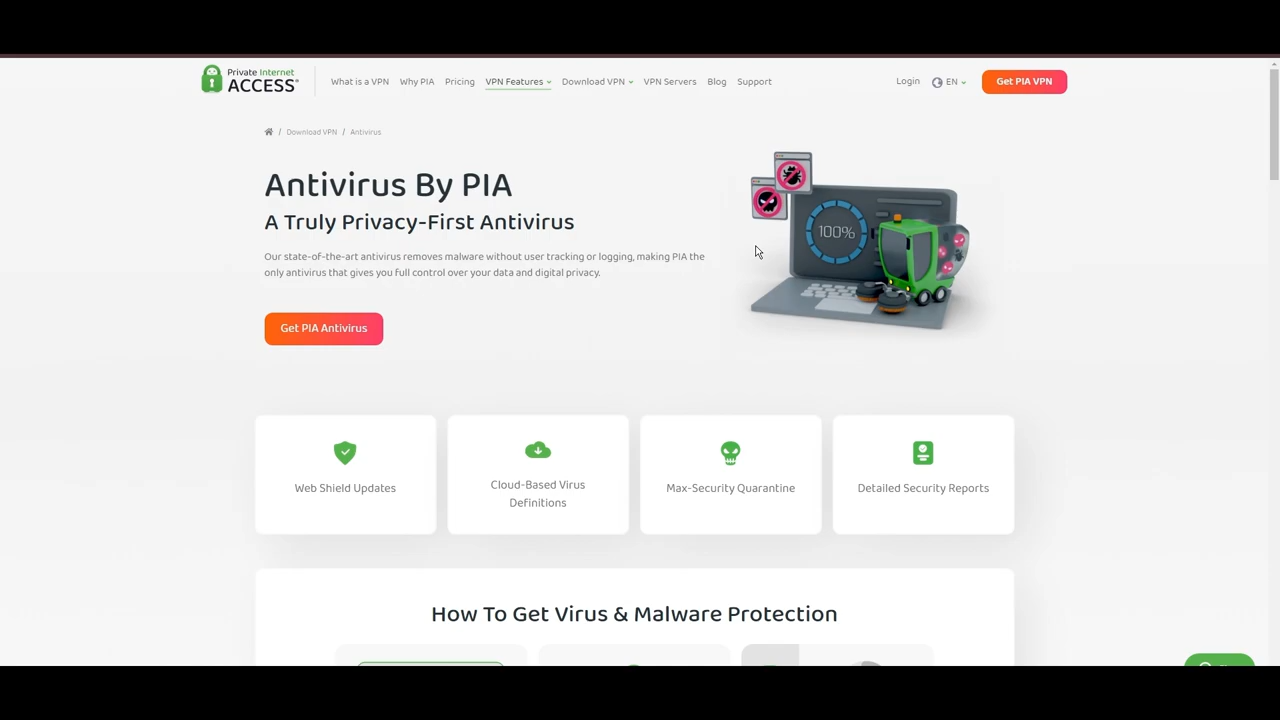 Private Internet
ACCESS®
What is a VPN Why PIA Pricing VPN Features Download VPN VPN Servers Blog Support
Login EN Get PIA VPN
/ Download VPN / Antivirus
Antivirus By PIA
A Truly Privacy-First Antivirus
Our state-of-the-art antivirus removes malware without user tracking or logging, making PIA the
only antivirus that gives you full control over your data and digital privacy.
100%
Get PIA Antivirus
Web Shield Updates
Cloud-Based Virus
Definitions
Max-Security Quarantine
Detailed Security Reports
How To Get Virus & Malware Protection